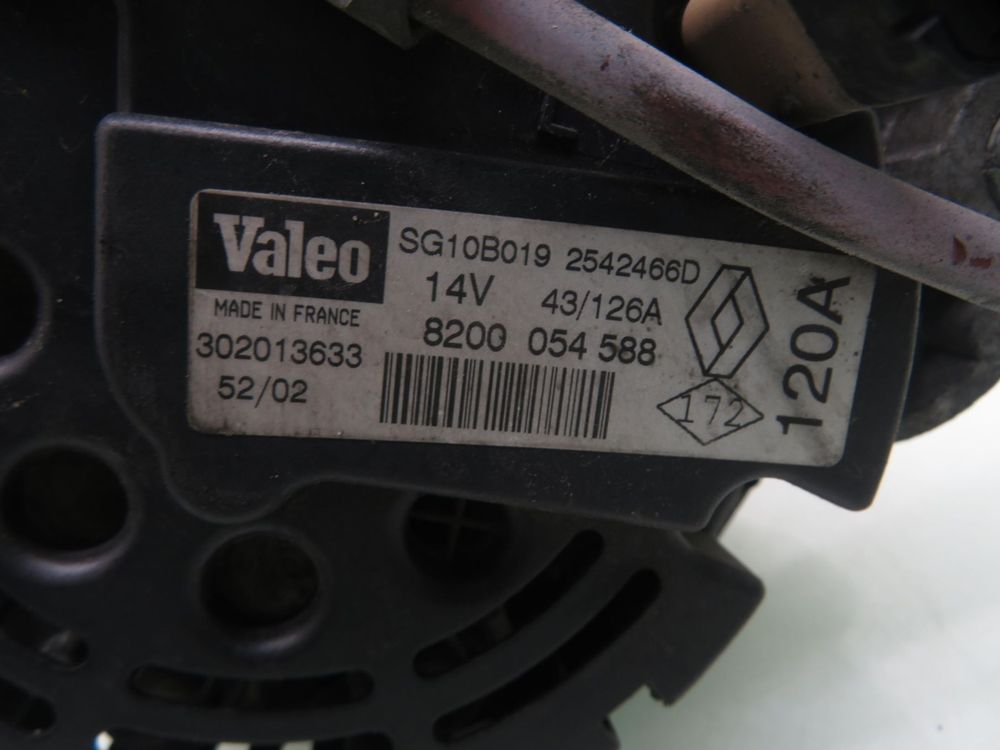 Valeo
MADE IN FRANCE
302013633
52/02
SG10B019 2542466D
14V 43/126A
8200 054 588
172
120A